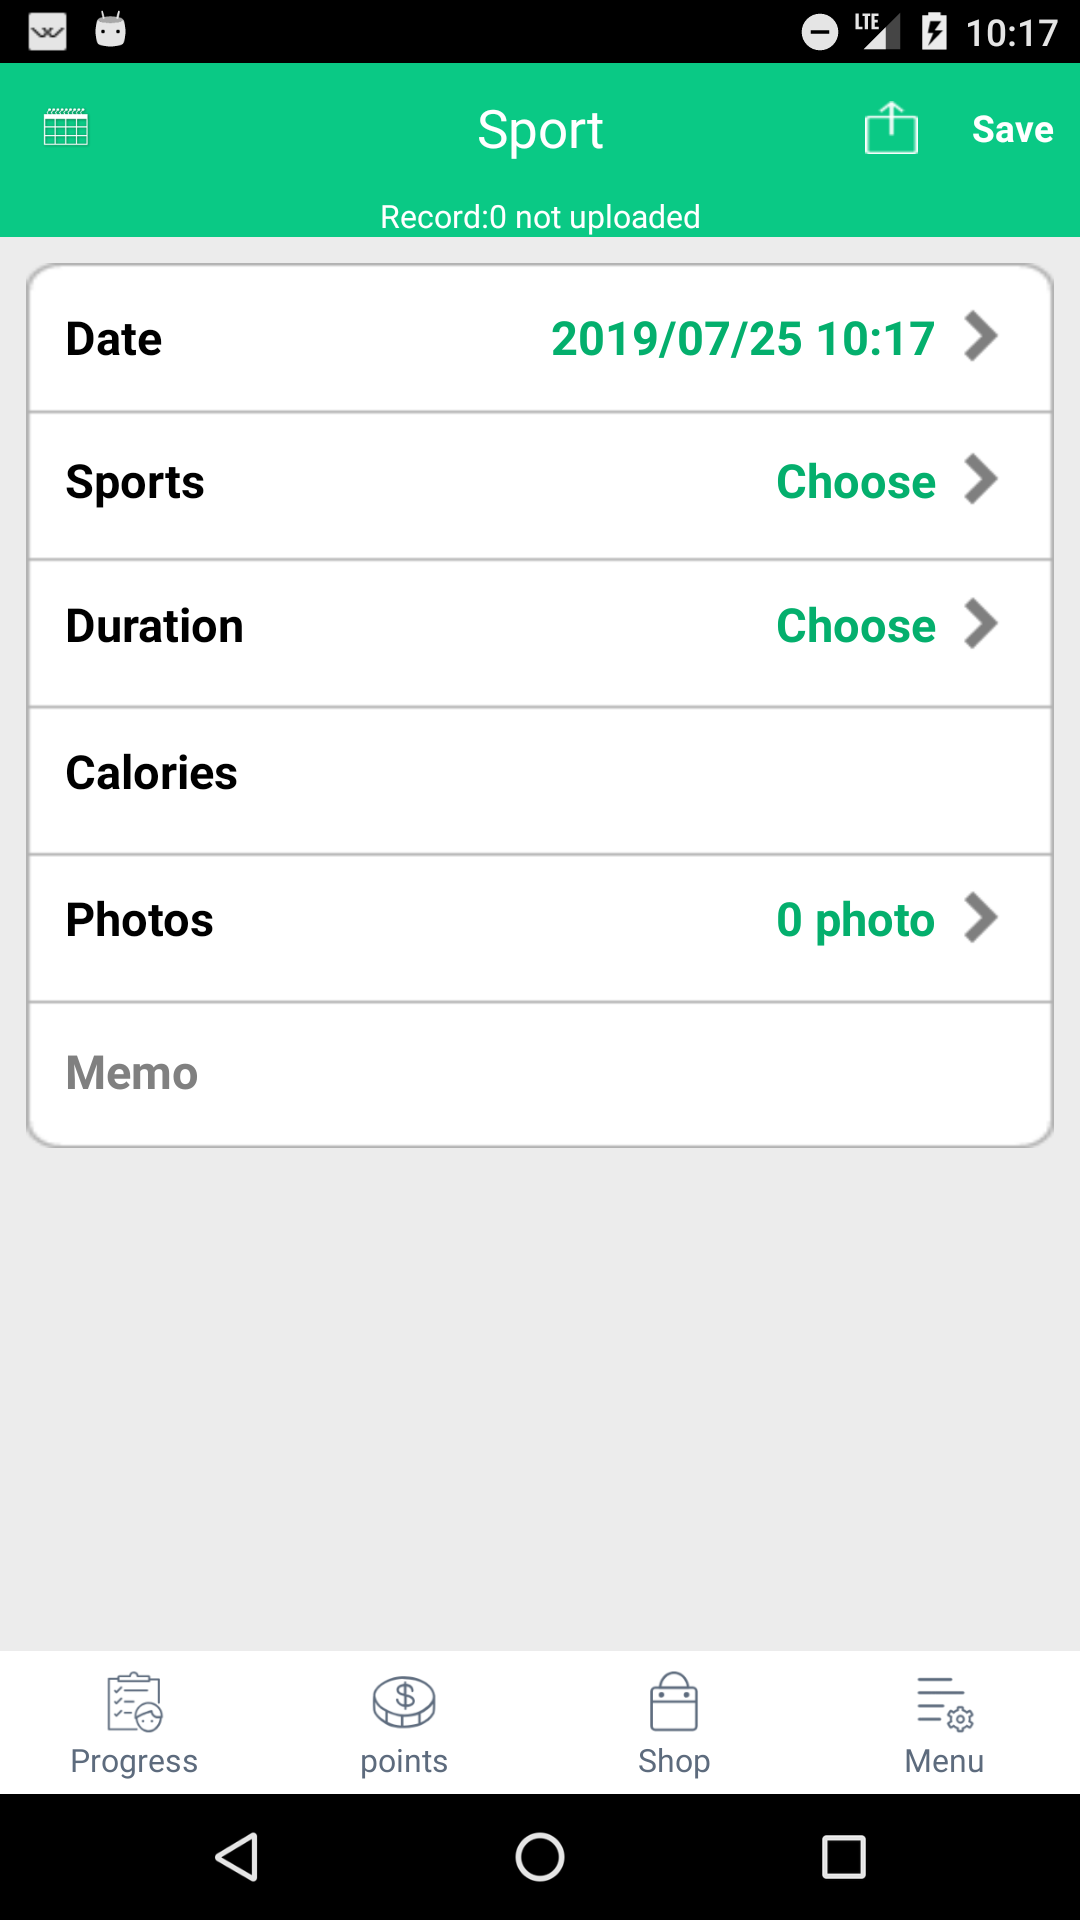 LTE 10:17
Sport Save
Record:0 not uploaded
Date 2019/07/25 10:17
Sports Choose
Duration Choose
Calories
Photos 0 photo
Memo
Progress points Shop Menu